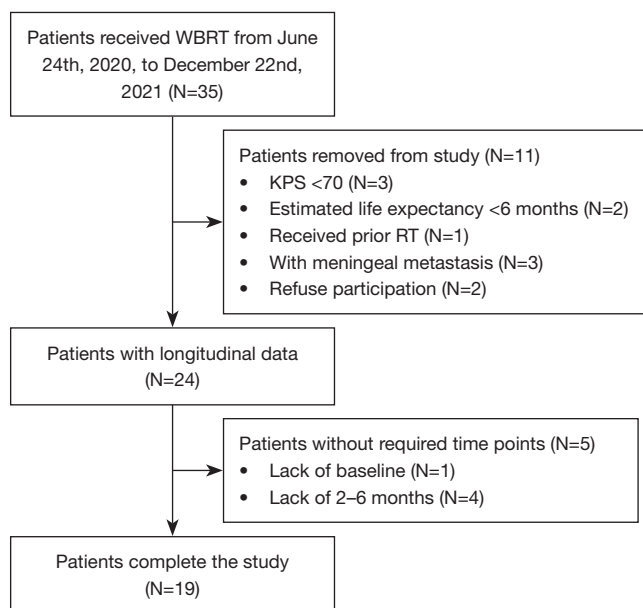 Patients received WBRT from June
24th, 2020, to December 22nd,
2021 (N=35)
Patients removed from study (N=11)
• KPS <70 (N=3)
• Estimated life expectancy <6 months (N=2)
• Received prior RT (N=1)
• With meningeal metastasis (N=3)
• Refuse participation (N=2)
Patients with longitudinal data
(N=24)
Patients without required time points (N=5)
• Lack of baseline (N=1)
• Lack of 2–6 months (N=4)
Patients complete the study
(N=19)